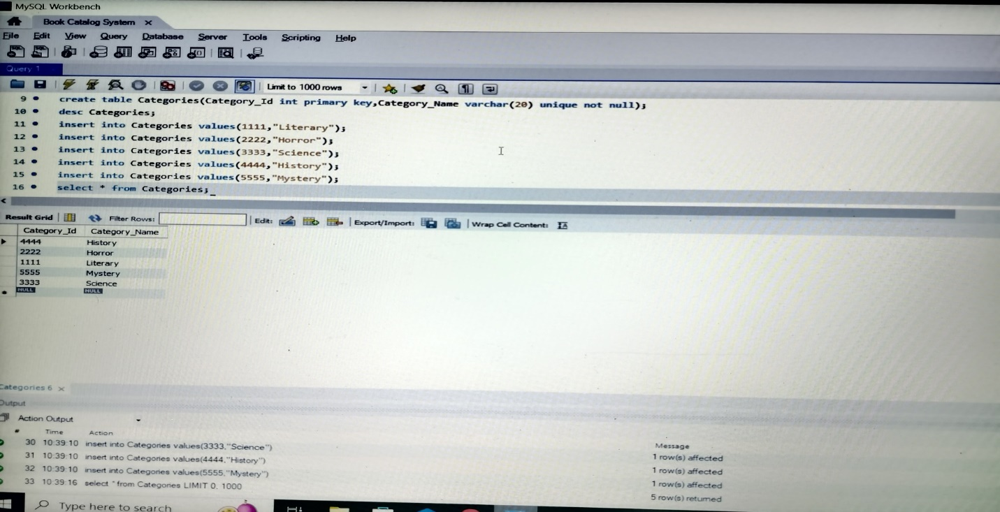 MySQL Workbench
Book Catalog System ×
File Edit View Query Database Server Tools Scripting Help
Query 1
Limit to 1000 rows
9 create table Categories(Category_Id int primary key,Category_Name varchar(20) unique not null);
10 desc Categories;
11 insert into Categories values(1111,"Literary");
12 insert into Categories values(2222,"Horror");
13 insert into Categories values(3333,"Science");
14 insert into Categories values(4444,"History");
15 insert into Categories values(5555,"Mystery");
16 select * from Categories;
Result Grid Filter Rows: Edit: Export/Import: Wrap Cell Content:
Category_Id Category_Name
4444 History
2222 Horror
1111 Literary
5555 Mystery
3333 Science
NULL NULL
Categories 6 ×
Output
Action Output
# Time Action Message
30 10:39:10 insert into Categories values(3333,"Science") 1 row(s) affected
31 10:39:10 insert into Categories values(4444,"History") 1 row(s) affected
32 10:39:10 insert into Categories values(5555,"Mystery") 1 row(s) affected
33 10:39:16 select * from Categories LIMIT 0, 1000 5 row(s) returned
Type here to search